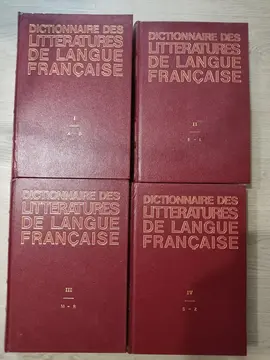 DICTIONNAIRE DES
LITTERATURES
DE LANGUE
FRANÇAISE
I
DICTIONNAIRE DES
LITTERATURES
DE LANGUE
FRANÇAISE
II
DICTIONNAIRE DES
LITTERATURES
DE LANGUE
FRANÇAISE
III
M - R
DICTIONNAIRE DES
LITTERATURES
DE LANGUE
FRANÇAISE
IV
S - Z